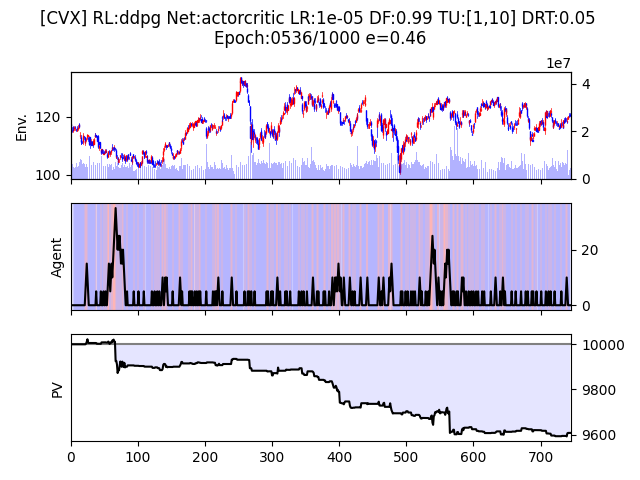 [CVX] RL:ddpg Net:actorcritic LR:1e-05 DF:0.99 TU:[1,10] DRT:0.05
Epoch:0536/1000 e=0.46
1e7
Env.
120
100
4
2
0
Agent
20
0
PV
10000
9800
9600
0 100 200 300 400 500 600 700